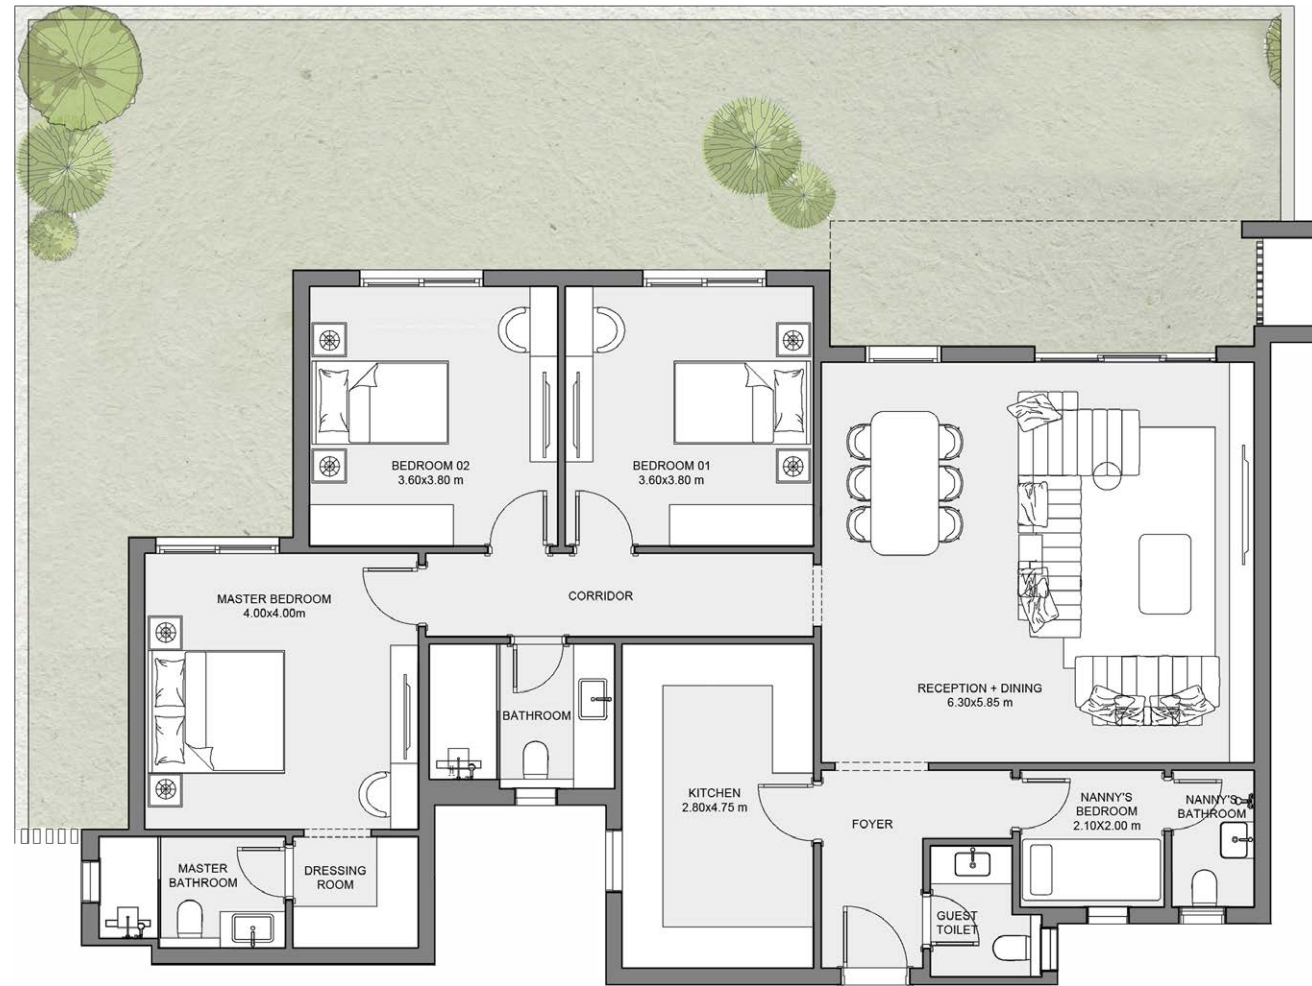 BEDROOM 02
3.60x3.80 m
BEDROOM 01
3.60x3.80 m
MASTER BEDROOM
4.00x4.00m
CORRIDOR
RECEPTION + DINING
6.30x5.85 m
BATHROOM
KITCHEN
2.80x4.75 m
FOYER
NANNY'S
BEDROOM
2.10X2.00 m
NANNY'S
BATHROOM
MASTER
BATHROOM
DRESSING
ROOM
GUEST
TOILET